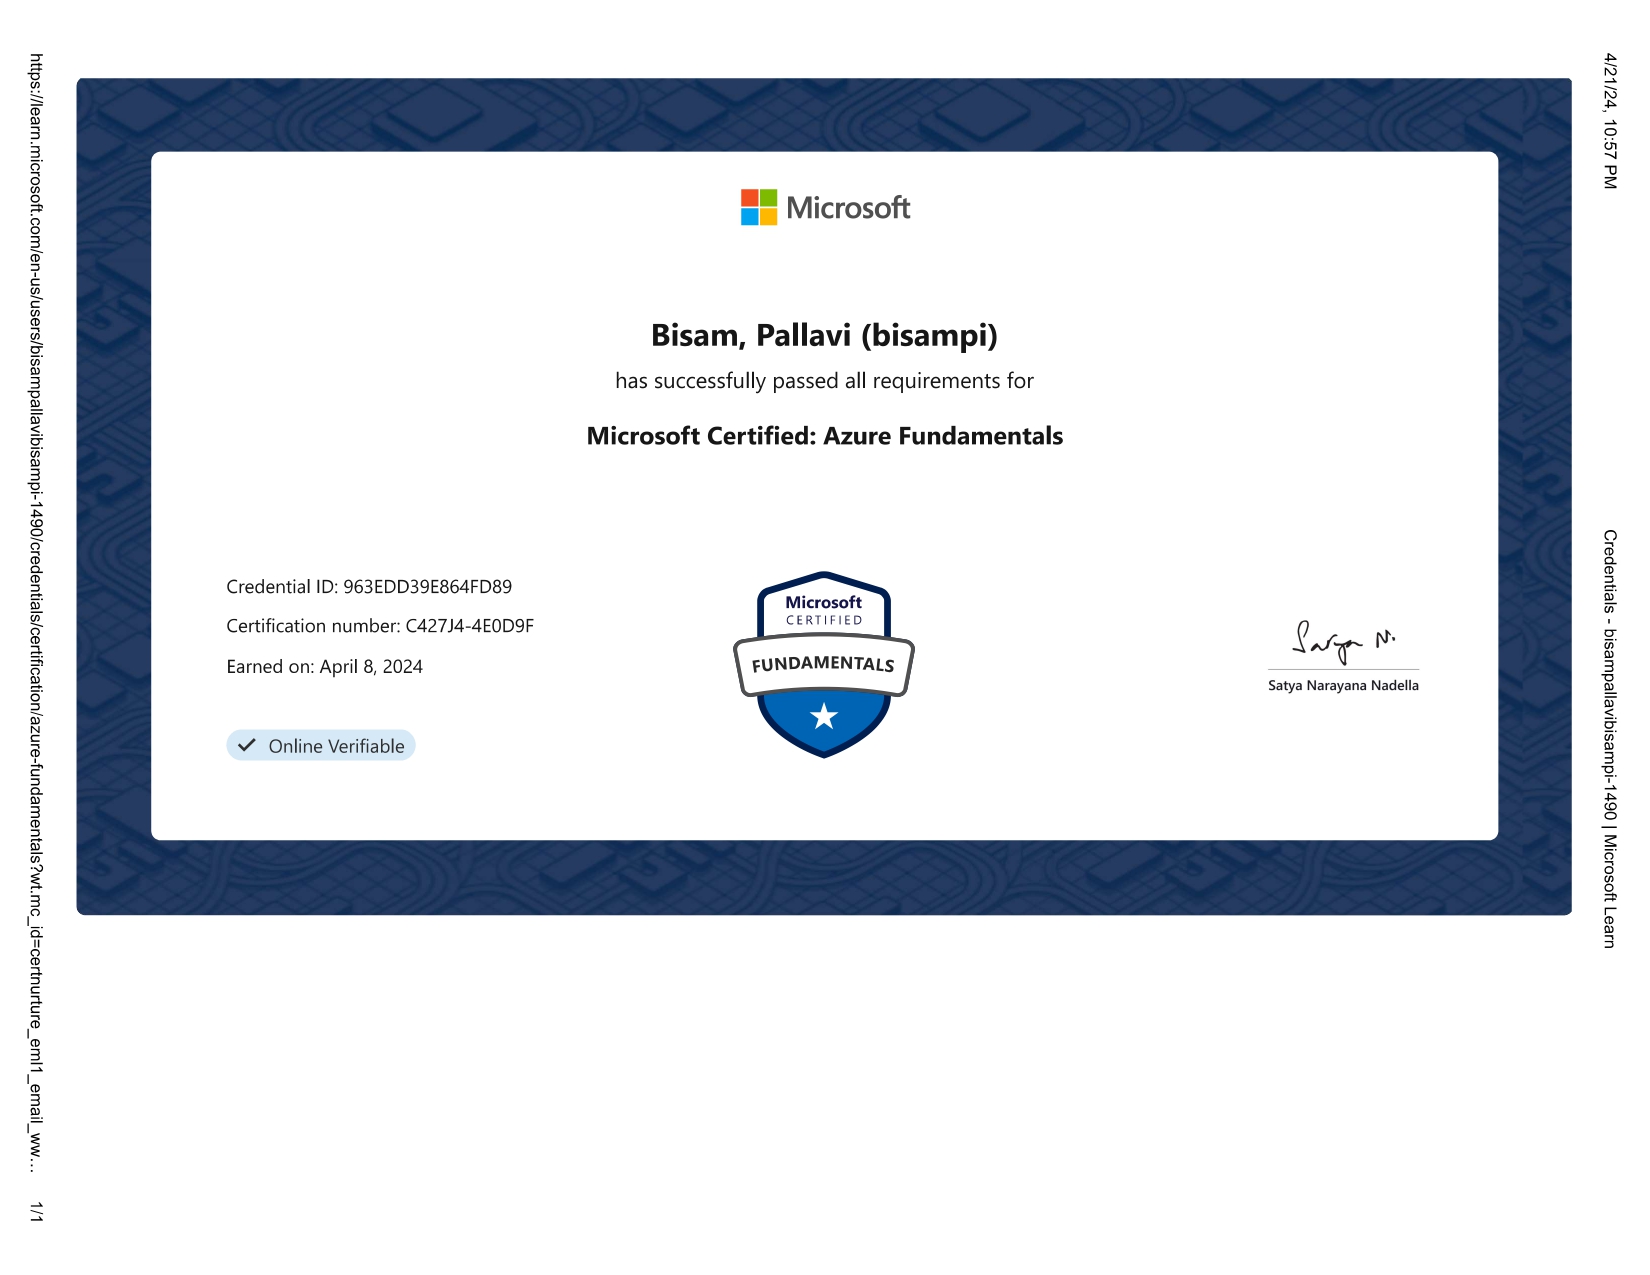 4/21/24, 10:57 PM
Credentials - bisampallavibisampi-1490 | Microsoft Learn
Microsoft
Bisam, Pallavi (bisampi)
has successfully passed all requirements for
Microsoft Certified: Azure Fundamentals
Credential ID: 963EDD39E864FD89
Certification number: C427J4-4E0D9F
Earned on: April 8, 2024
Online Verifiable
Microsoft
CERTIFIED
FUNDAMENTALS
Satya N.
Satya Narayana Nadella
https://learn.microsoft.com/en-us/users/bisampallavibisampi-1490/credentials/certification/azure-fundamentals?wt.mc_id=certnurture_eml1_email_ww…
1/1